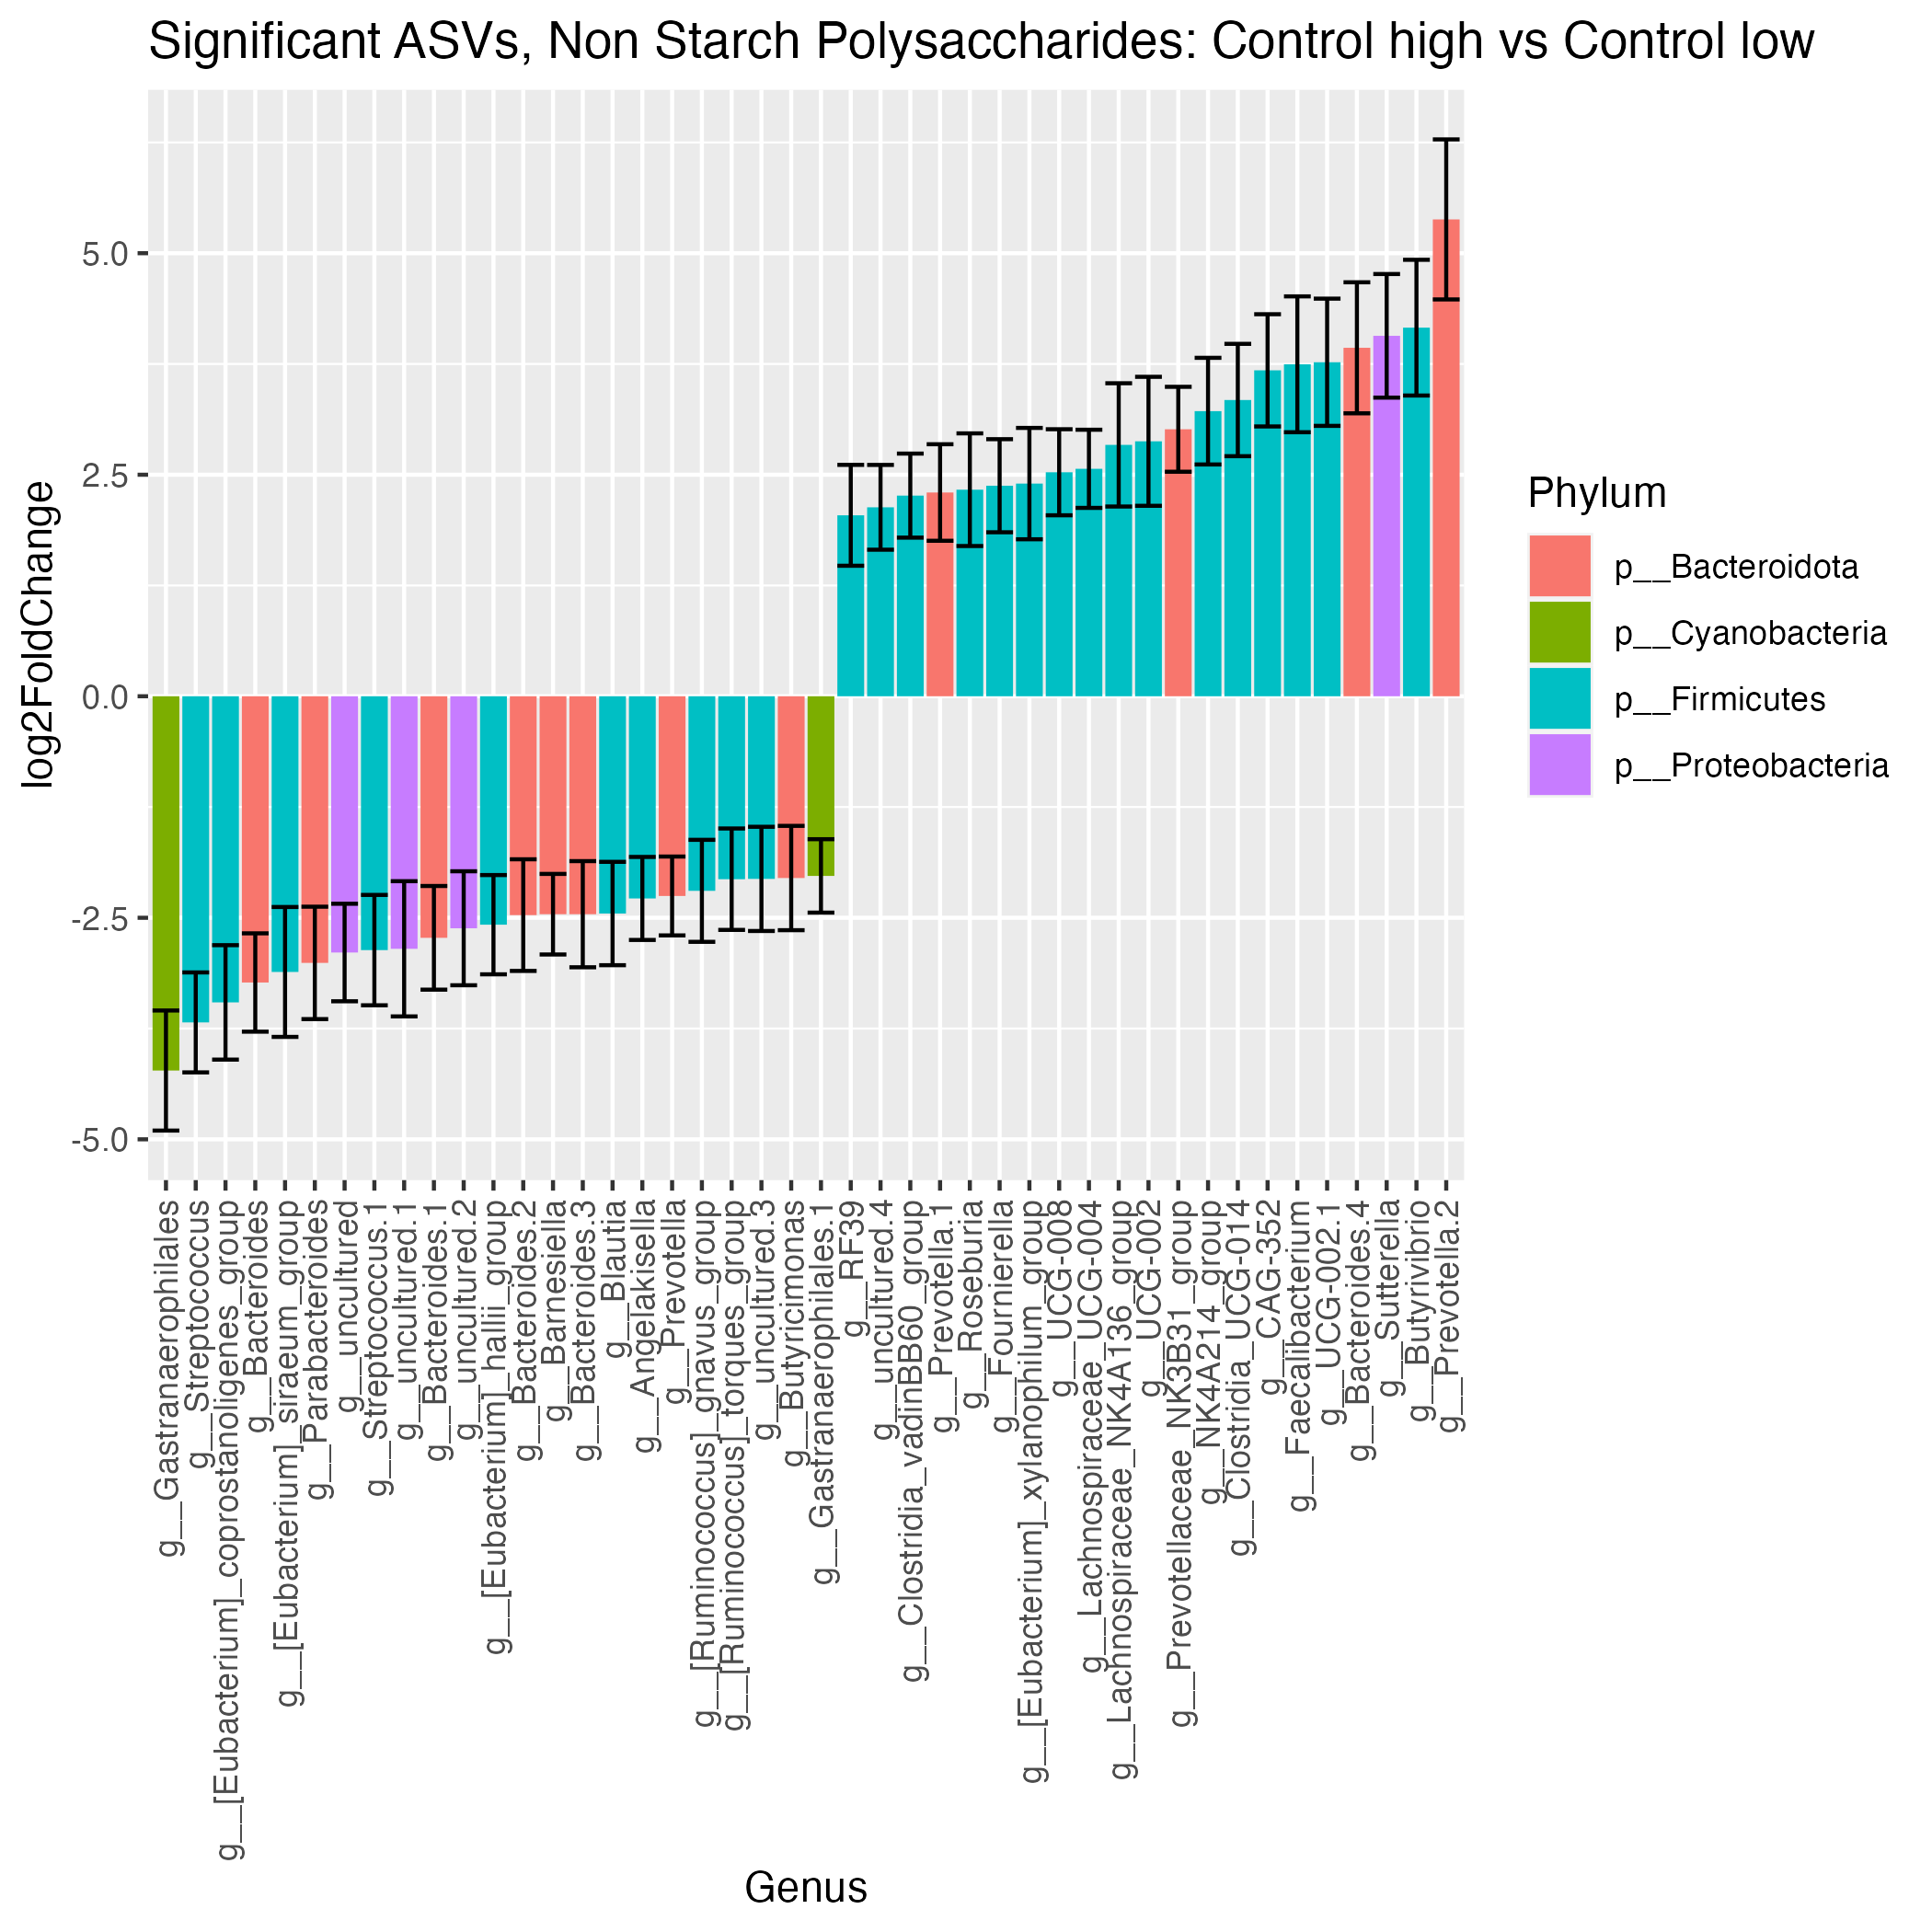 Significant ASVs, Non Starch Polysaccharides: Control high vs Control low
log2FoldChange
5.0
2.5
0.0
-2.5
-5.0
g__Gastranaerophilales
g__Streptococcus
g__[Eubacterium]_coprostanoligenes_group
g__Bacteroides
g__[Eubacterium]_siraeum_group
g__Parabacteroides
g__uncultured
g__Streptococcus.1
g__uncultured.1
g__Bacteroides.1
g__uncultured.2
g__[Eubacterium]_hallii_group
g__Bacteroides.2
g__Barnesiella
g__Bacteroides.3
g__Blautia
g__Angelakisella
g__Prevotella
g__[Ruminococcus]_gnavus_group
g__[Ruminococcus]_torques_group
g__uncultured.3
g__Butyricimonas
g__Gastranaerophilales.1
g__RF39
g__uncultured.4
g__Clostridia_vadinBB60_group
g__Prevotella.1
g__Roseburia
g__Fournierella
g__[Eubacterium]_xylanophilum_group
g__UCG-008
g__Lachnospiraceae_UCG-004
g__Lachnospiraceae_NK4A136_group
g__UCG-002
g__Prevotellaceae_NK3B31_group
g__NK4A214_group
g__Clostridia_UCG-014
g__CAG-352
g__Faecalibacterium
g__UCG-002.1
g__Bacteroides.4
g__Sutterella
g__Butyrivibrio
g__Prevotella.2
Genus
Phylum
p__Bacteroidota
p__Cyanobacteria
p__Firmicutes
p__Proteobacteria